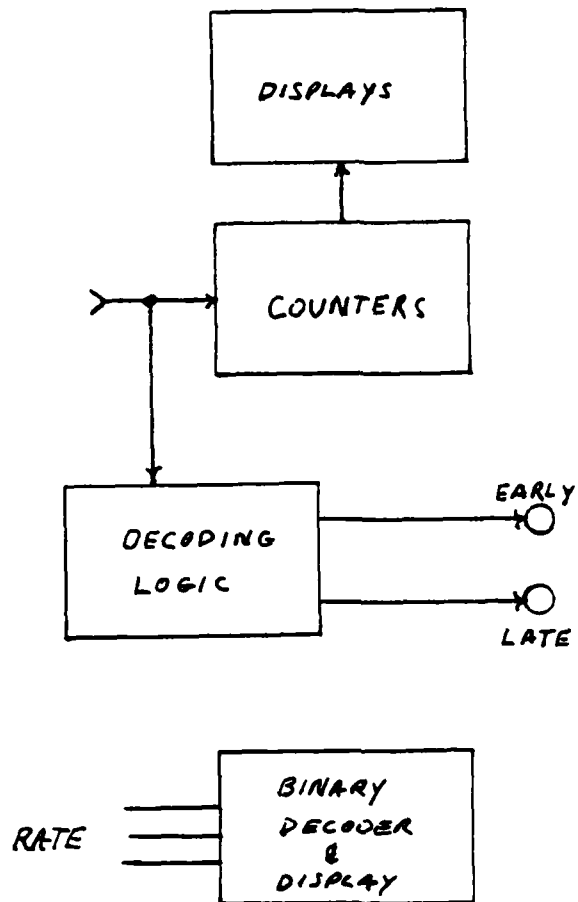 DISPLAYS
COUNTERS
DECODING
LOGIC
EARLY
LATE
RATE
BINARY
DECODER
&
DISPLAY